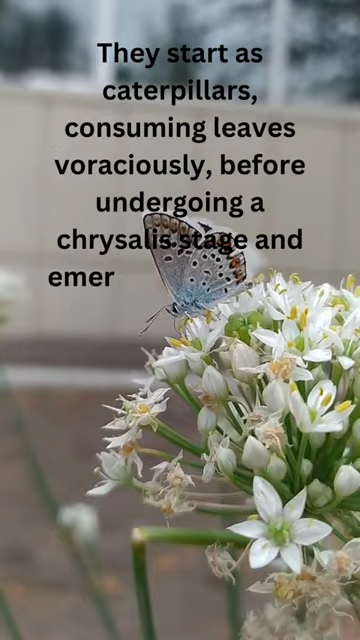 They start as
caterpillars,
consuming leaves
voraciously, before
undergoing a
chrysalis stage and
emer